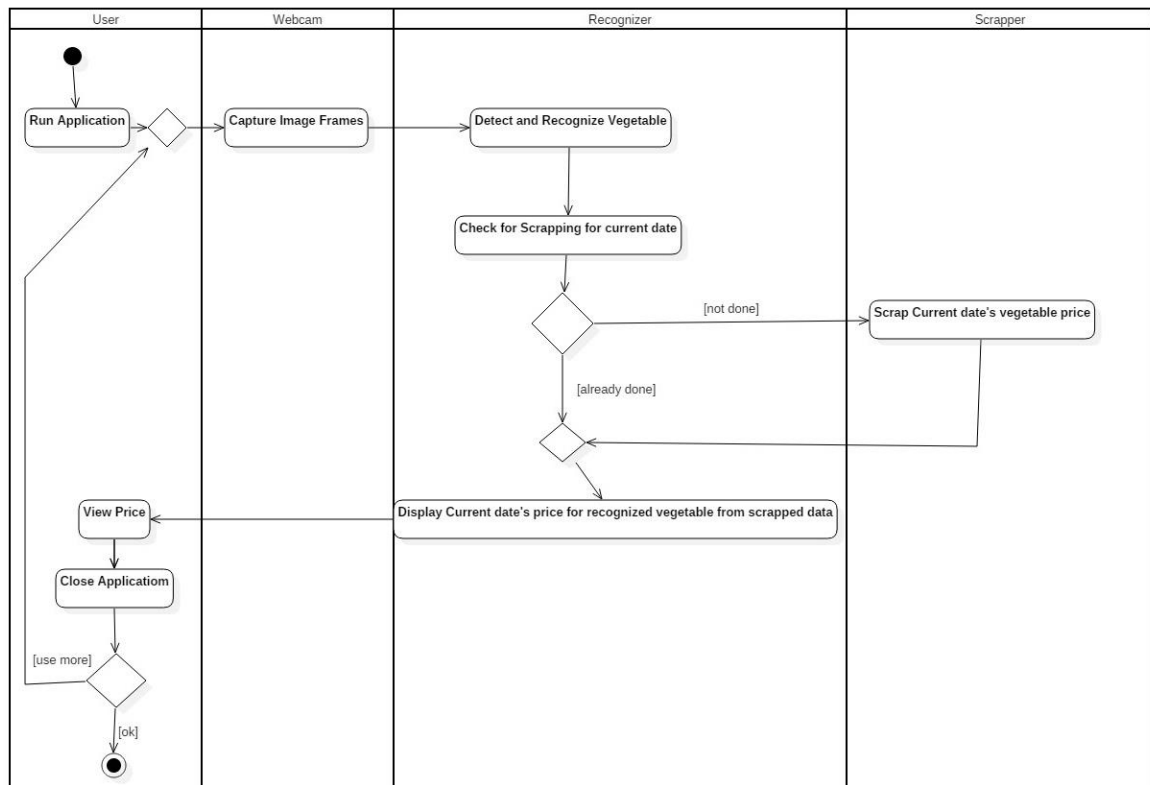 User
Webcam
Recognizer
Scrapper
Run Application
Capture Image Frames
Detect and Recognize Vegetable
Check for Scrapping for current date
[not done]
Scrap Current date's vegetable price
[already done]
View Price
Display Current date's price for recognized vegetable from scrapped data
Close Applicatiom
[use more]
[ok]